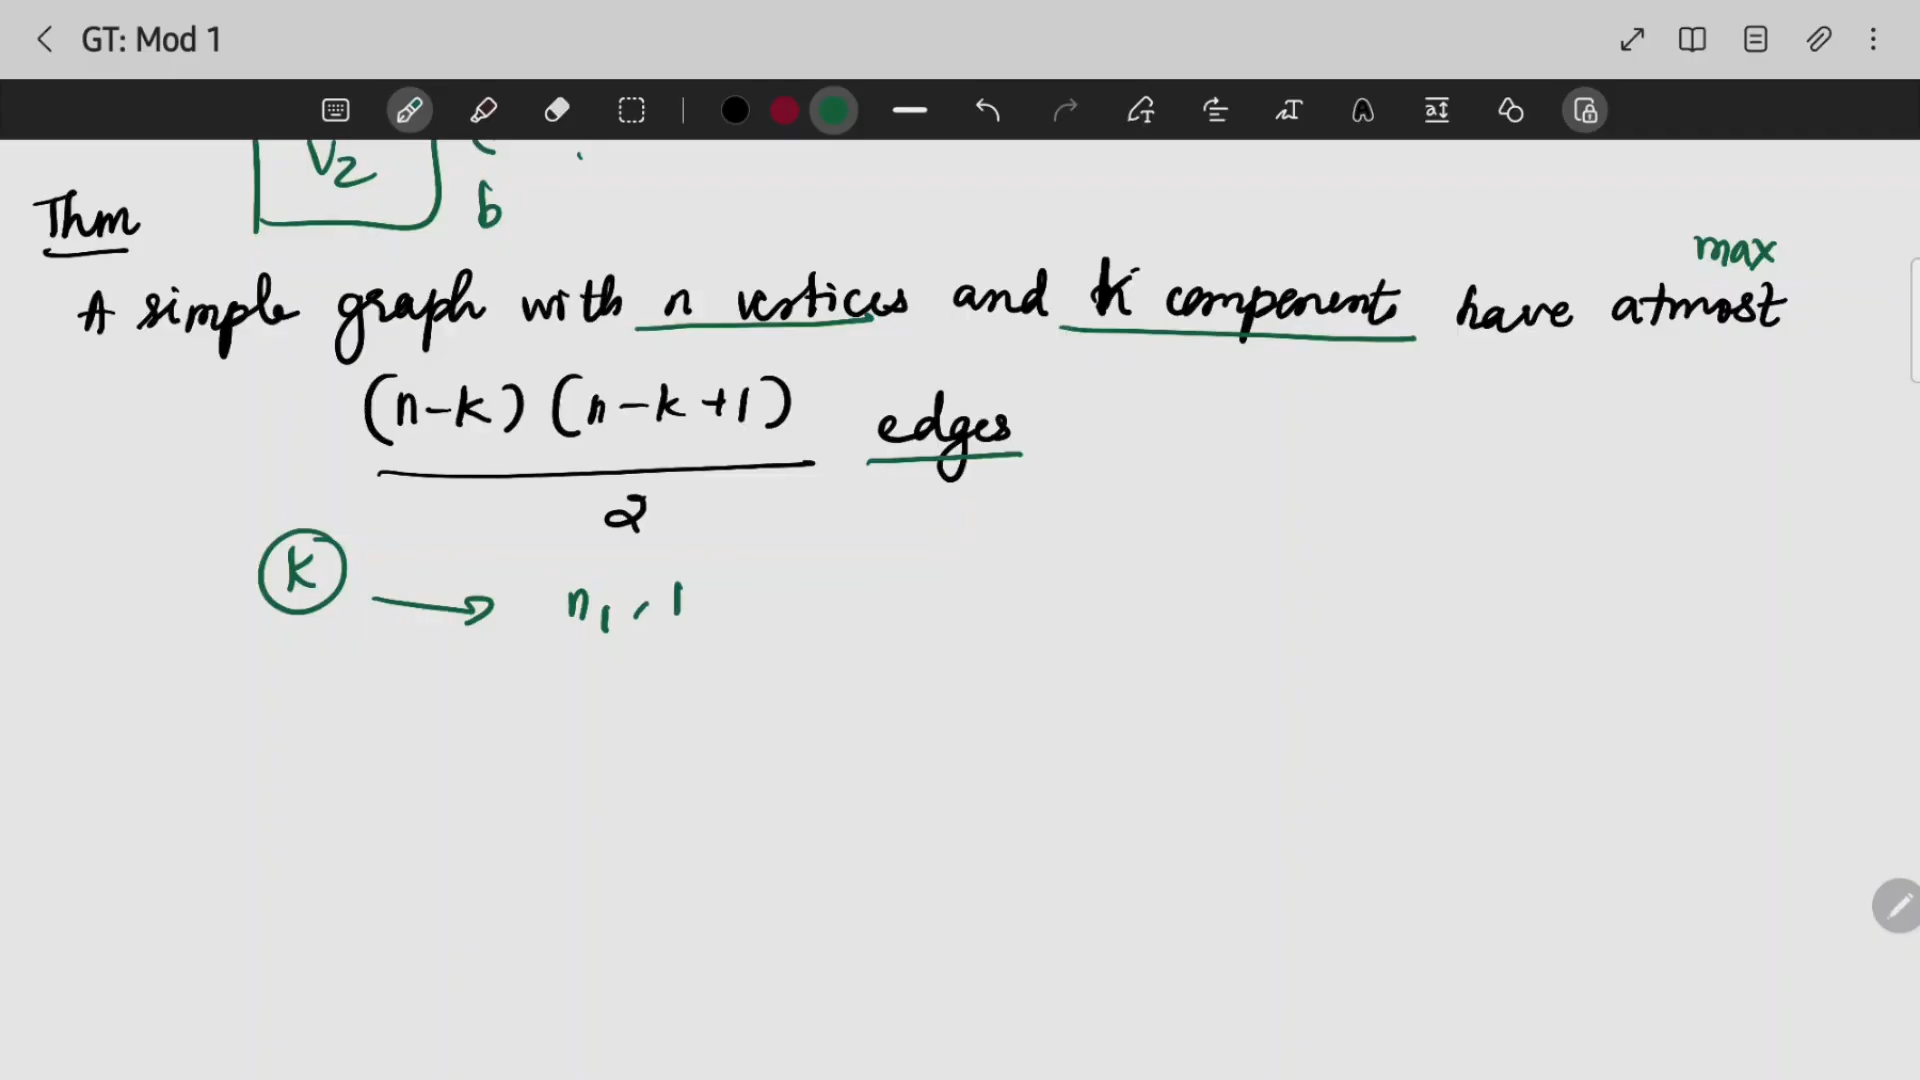 GT: Mod 1
V2
b
Thm
max
A simple graph with n vertices and K component have atmost
(n-k) (n-k+1)
edges
2
K → n1, 1